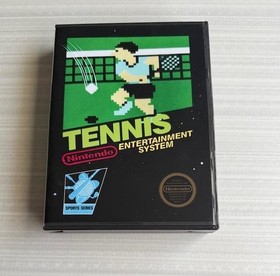 TENNIS
Nintendo
ENTERTAINMENT
SYSTEM
SPORTS SERIES
Nintendo